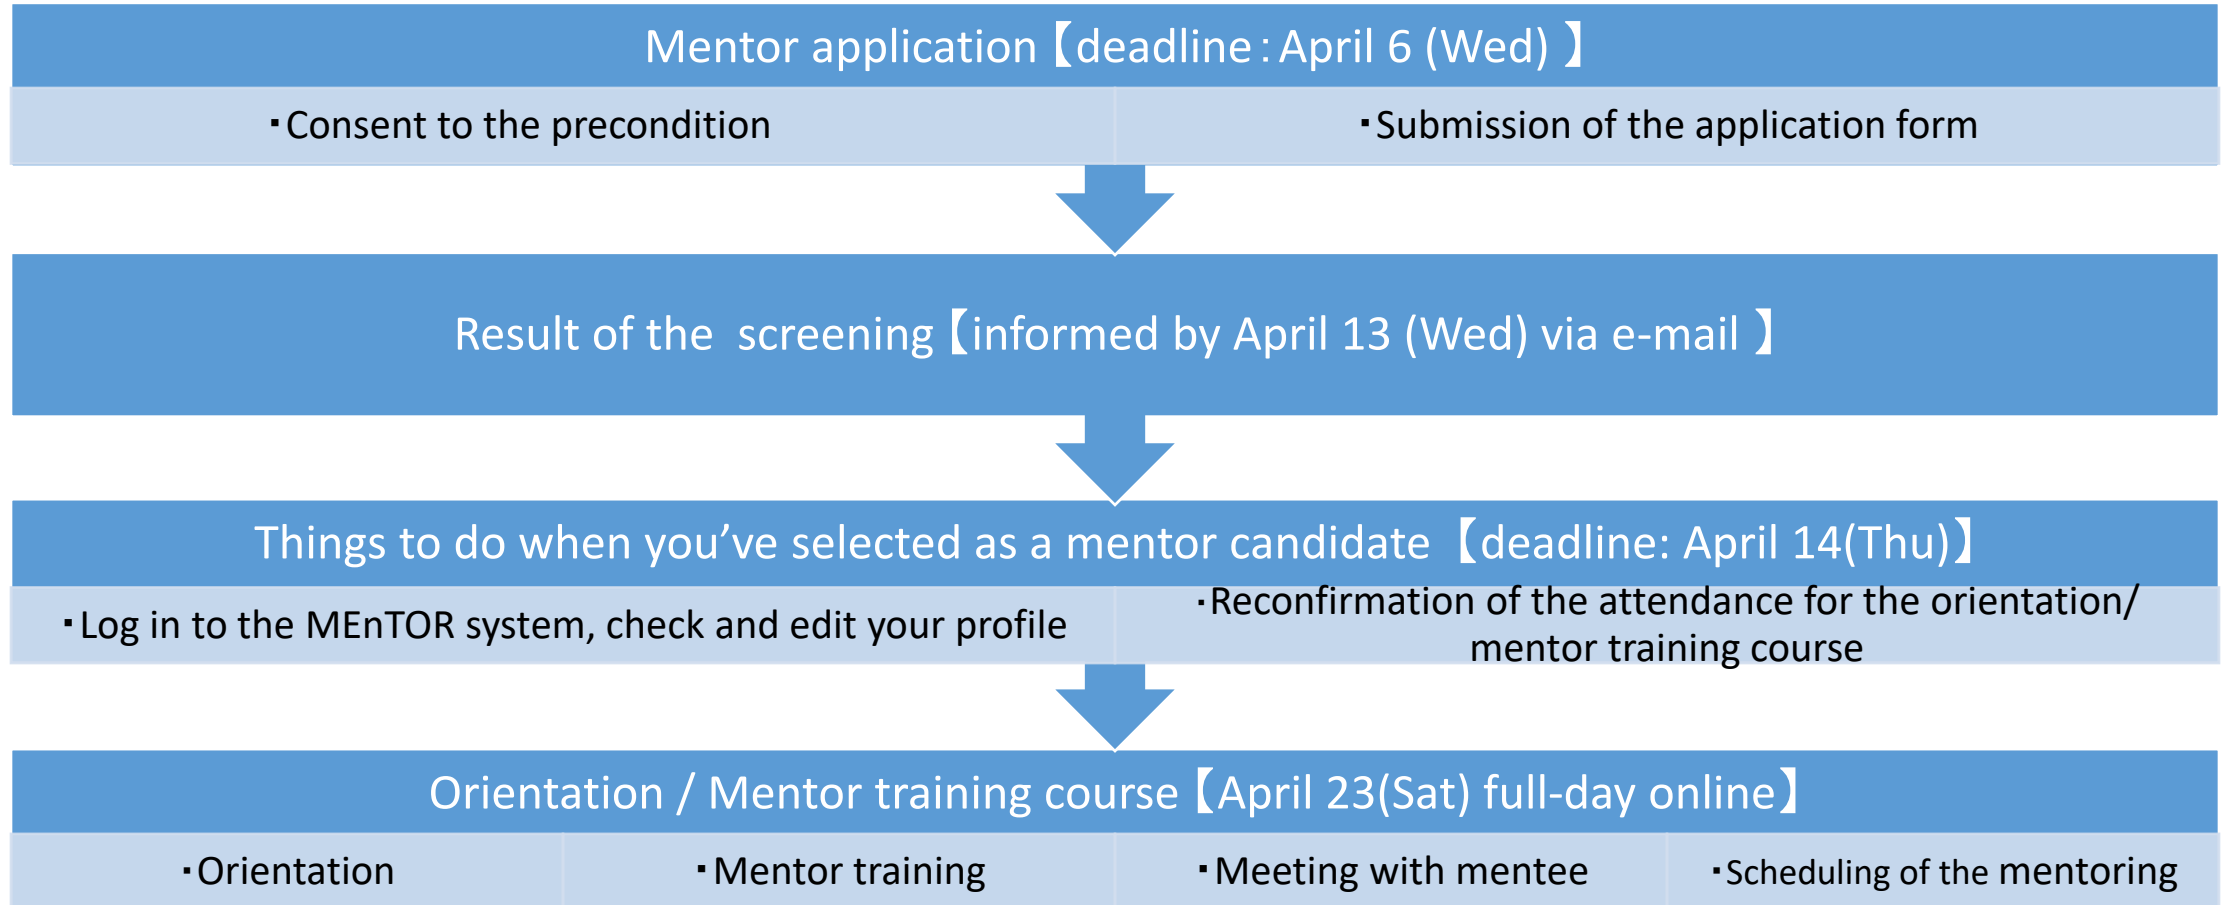 Mentor application【deadline：April 6 (Wed) 】
・Consent to the precondition
・Submission of the application form
Result of the  screening【informed by April 13 (Wed) via e-mail 】
Things to do when you’ve selected as a mentor candidate 【deadline: April 14(Thu)】
・Log in to the MEnTOR system, check and edit your profile
・Reconfirmation of the attendance for the orientation/
mentor training course
Orientation / Mentor training course【April 23(Sat) full-day online】
・Orientation
・Mentor training
・Meeting with mentee
・Scheduling of the mentoring